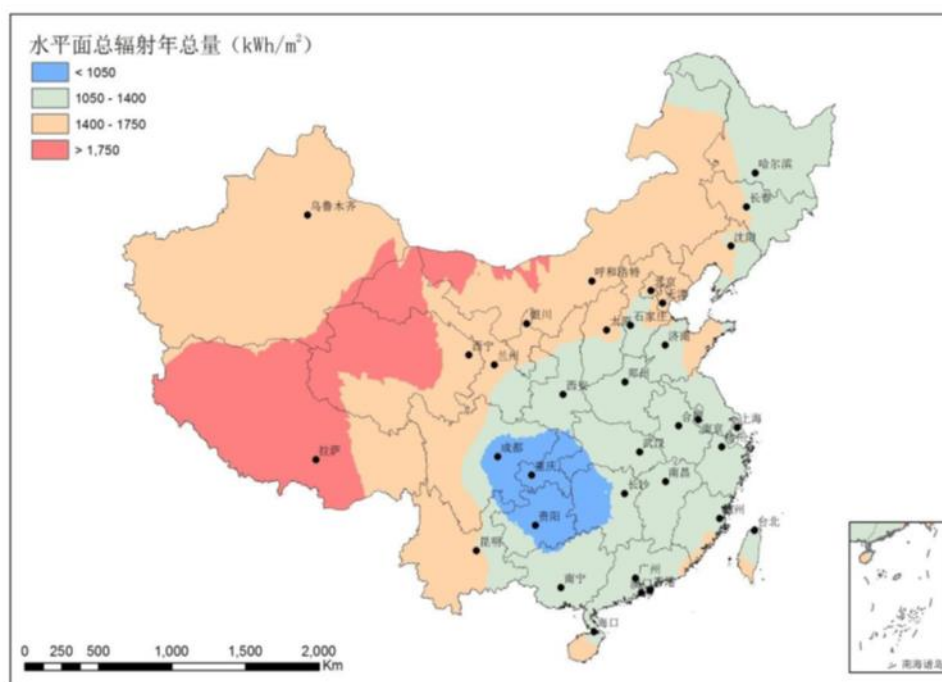 水平面总辐射年总量（kWh/m²）
< 1050
1050 - 1400
1400 - 1750
> 1,750
哈尔滨
长春
乌鲁木齐
沈阳
呼和浩特
北京
天津
银川
太原
石家庄
济南
西宁
兰州
西安
郑州
合肥
南京
上海
杭州
拉萨
成都
重庆
武汉
南昌
长沙
贵阳
福州
台北
昆明
南宁
广州
海口
南海诸岛
0 250 500 1,000 1,500 2,000
Km